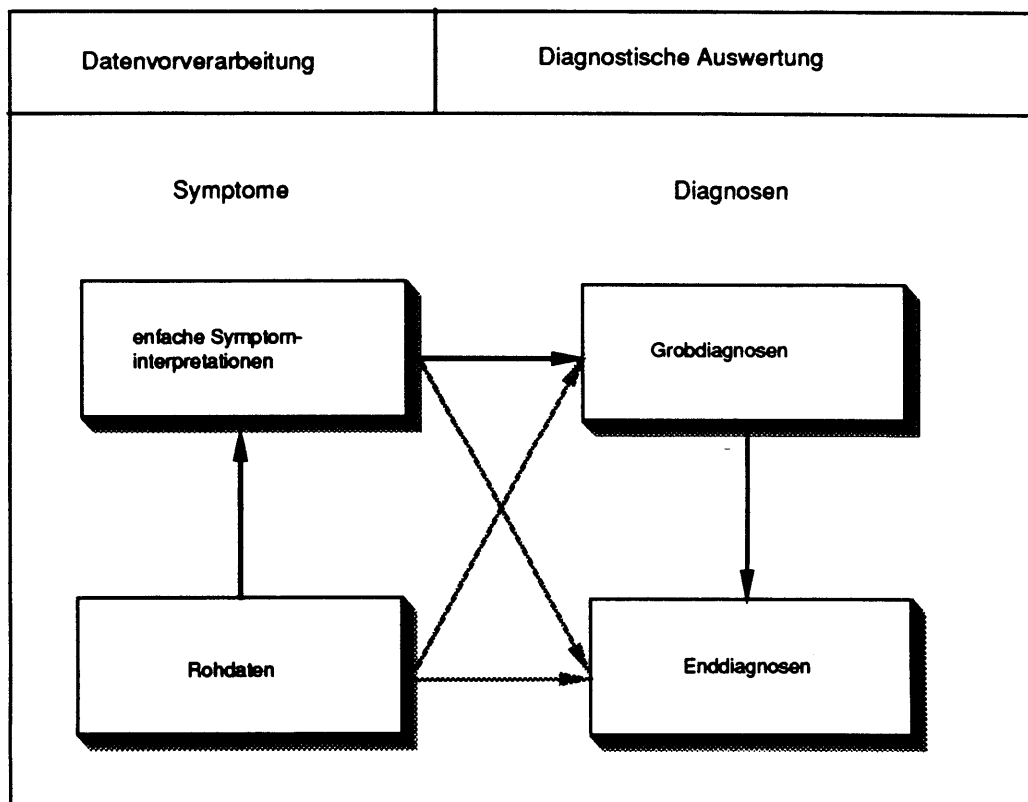 Datenvorverarbeitung
Diagnostische Auswertung
Symptome
Diagnosen
enfache Symptom-
interpretationen
Grobdiagnosen
Rohdaten
Enddiagnosen